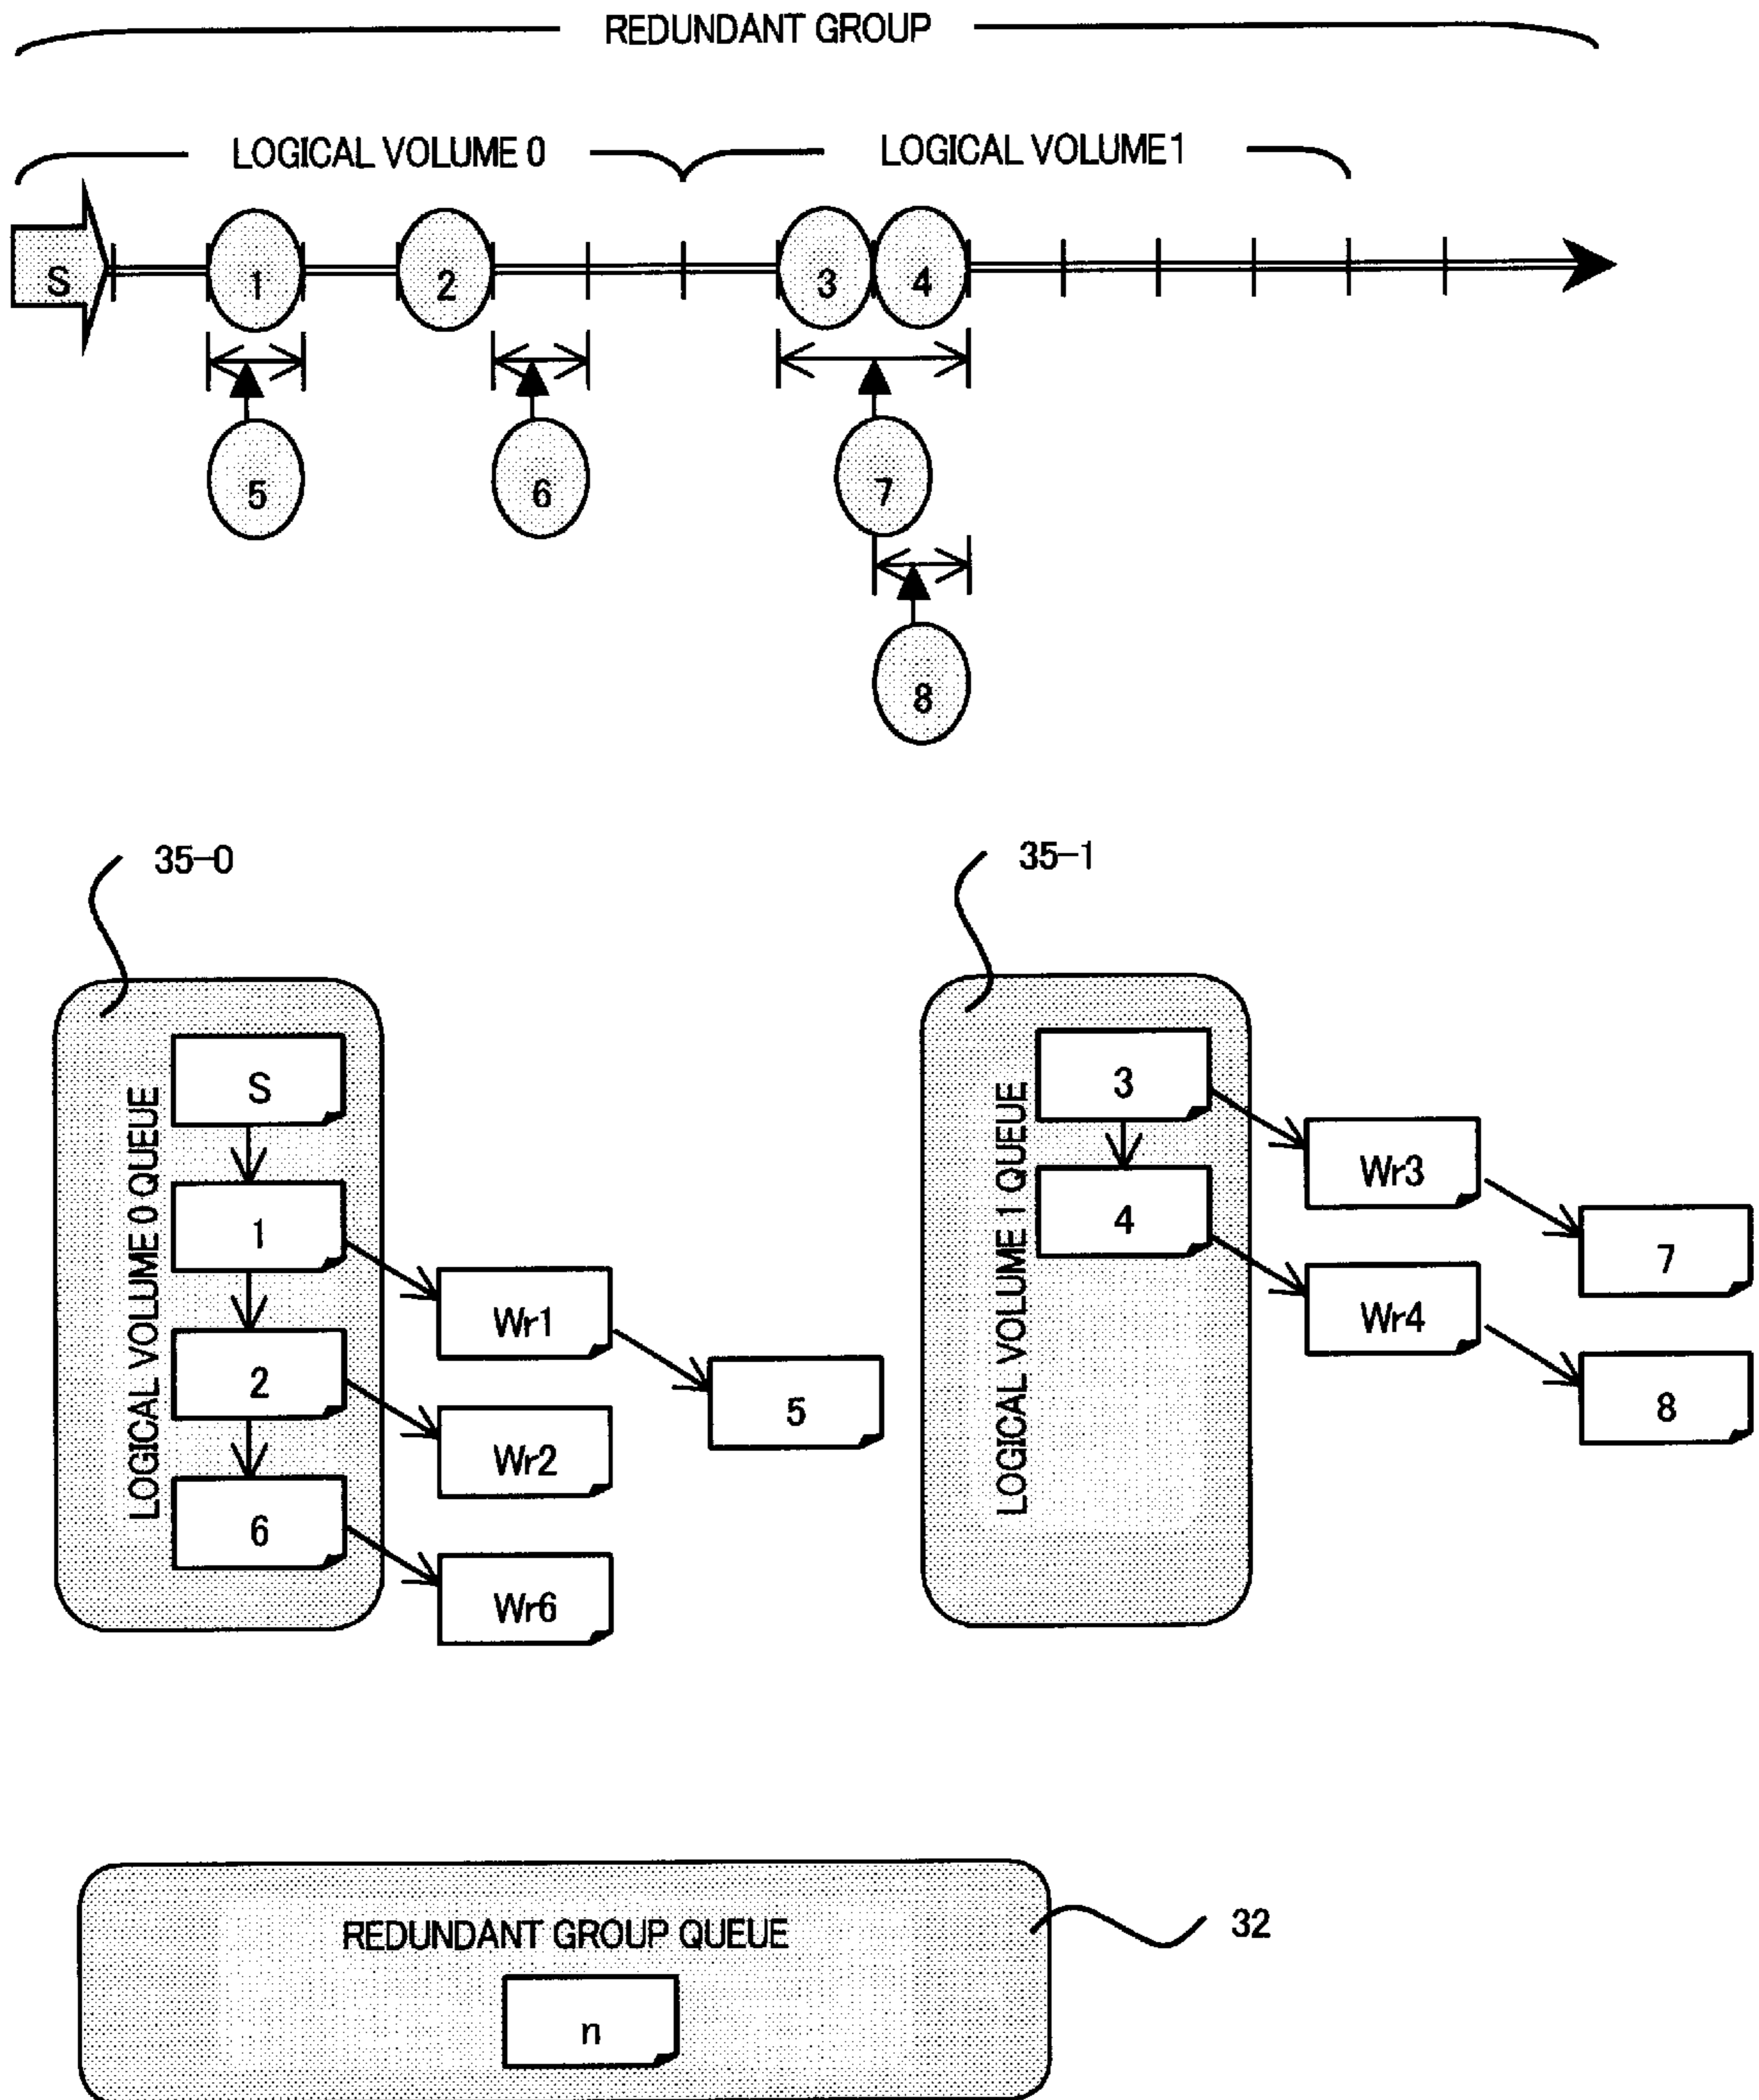 REDUNDANT GROUP
LOGICAL VOLUME 0
LOGICAL VOLUME 1
S
1
2
3
4
5
6
7
8
35-0
35-1
LOGICAL VOLUME 0 QUEUE
S
1
Wr1
5
2
Wr2
6
Wr6
LOGICAL VOLUME 1 QUEUE
3
Wr3
7
4
Wr4
8
REDUNDANT GROUP QUEUE
32
n